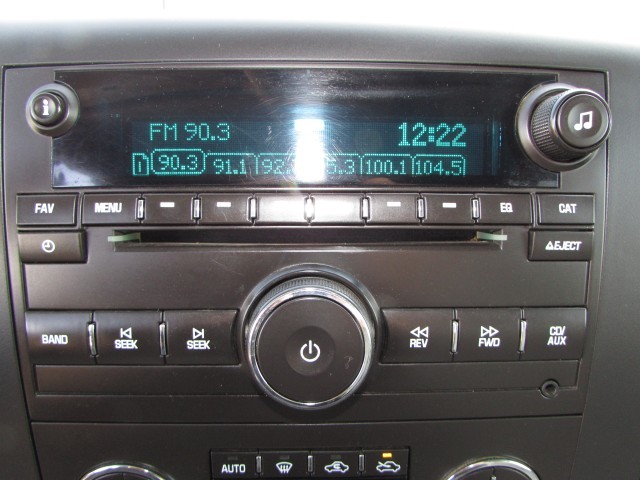 FM 90.3 12:22
90.3 91.1 100.1 104.5
FAV MENU EQ CAT
EJECT
BAND SEEK SEEK REV FWD CD/
AUX
AUTO